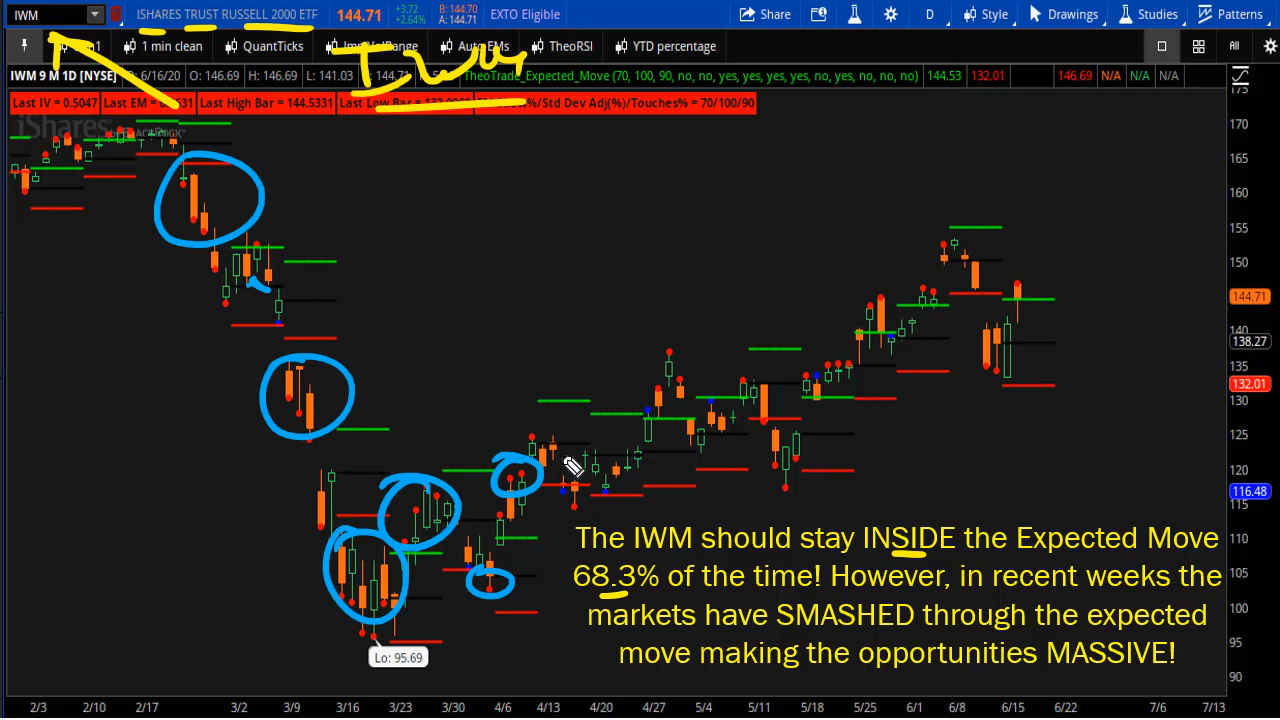 IWM
ISHARES TRUST RUSSELL 2000 ETF
144.71
+3.72
+2.64%
B: 144.70
A: 144.71
EXTO Eligible
Share
D
Style
Drawings
Studies
Patterns
1 min clean
QuantTicks
Auto EMs
TheoRSI
YTD percentage
All
IWM 9 M 1D [NYSE]
D: 6/16/20
O: 146.69
H: 146.69
L: 141.03
IWM
TheoTrade_Expected_Move (70, 100, 90, no, no, yes, yes, yes, yes, yes, yes, no, no, no, no)
144.53
132.01
146.69
N/A
N/A
N/A
Last IV = 0.5047
Last High Bar = 144.5331
Last Low Bar =
/Std Dev Adj(%)/Touches% = 70/100/90
iShares
175
170
165
160
155
150
144.71
140
138.27
135
132.01
130
125
120
116.48
115
110
105
100
95
90
Lo: 95.69
The IWM should stay INSIDE the Expected Move
68.3% of the time! However, in recent weeks the
markets have SMASHED through the expected
move making the opportunities MASSIVE!
2/3
2/10
2/17
3/2
3/9
3/16
3/23
3/30
4/6
4/13
4/20
4/27
5/4
5/11
5/18
5/25
6/1
6/8
6/15
6/22
7/6
7/13